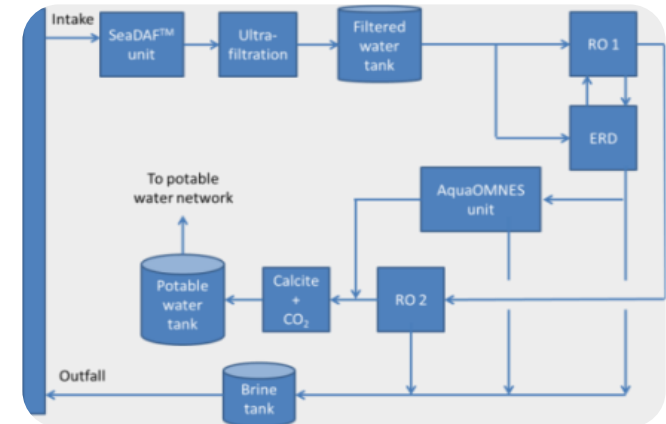 Intake
SeaDAF™
unit
Ultra-
filtration
Filtered
water
tank
RO 1
ERD
To potable
water network
AquaOMNES
unit
Potable
water
tank
Calcite
+
CO₂
RO 2
Outfall
Brine
tank